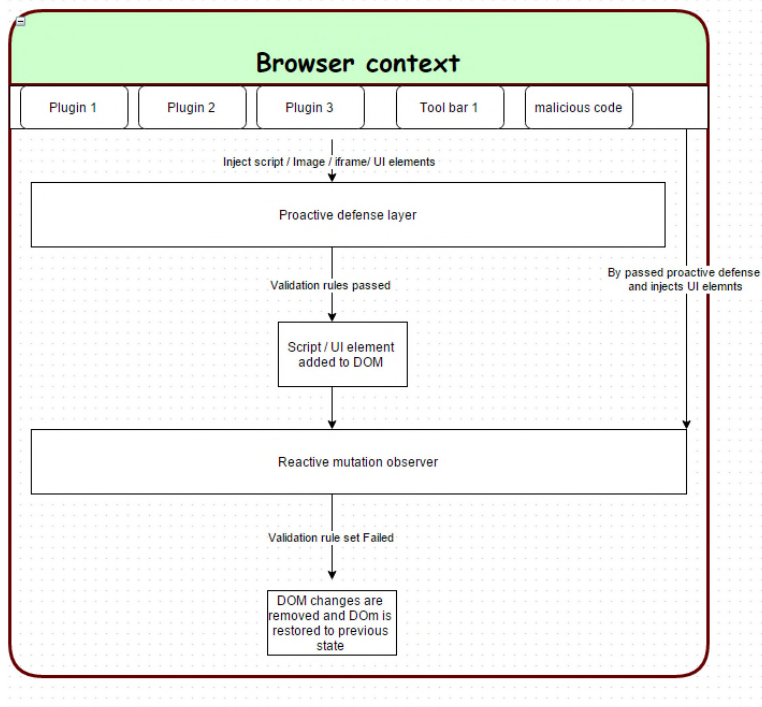 Browser context
Plugin 1
Plugin 2
Plugin 3
Tool bar 1
malicious code
Inject script / Image / iframe/ UI elements
Proactive defense layer
By passed proactive defense
and injects UI elemnts
Validation rules passed
Script / UI element
added to DOM
Reactive mutation observer
Validation rule set Failed
DOM changes are
removed and DOm is
restored to previous
state